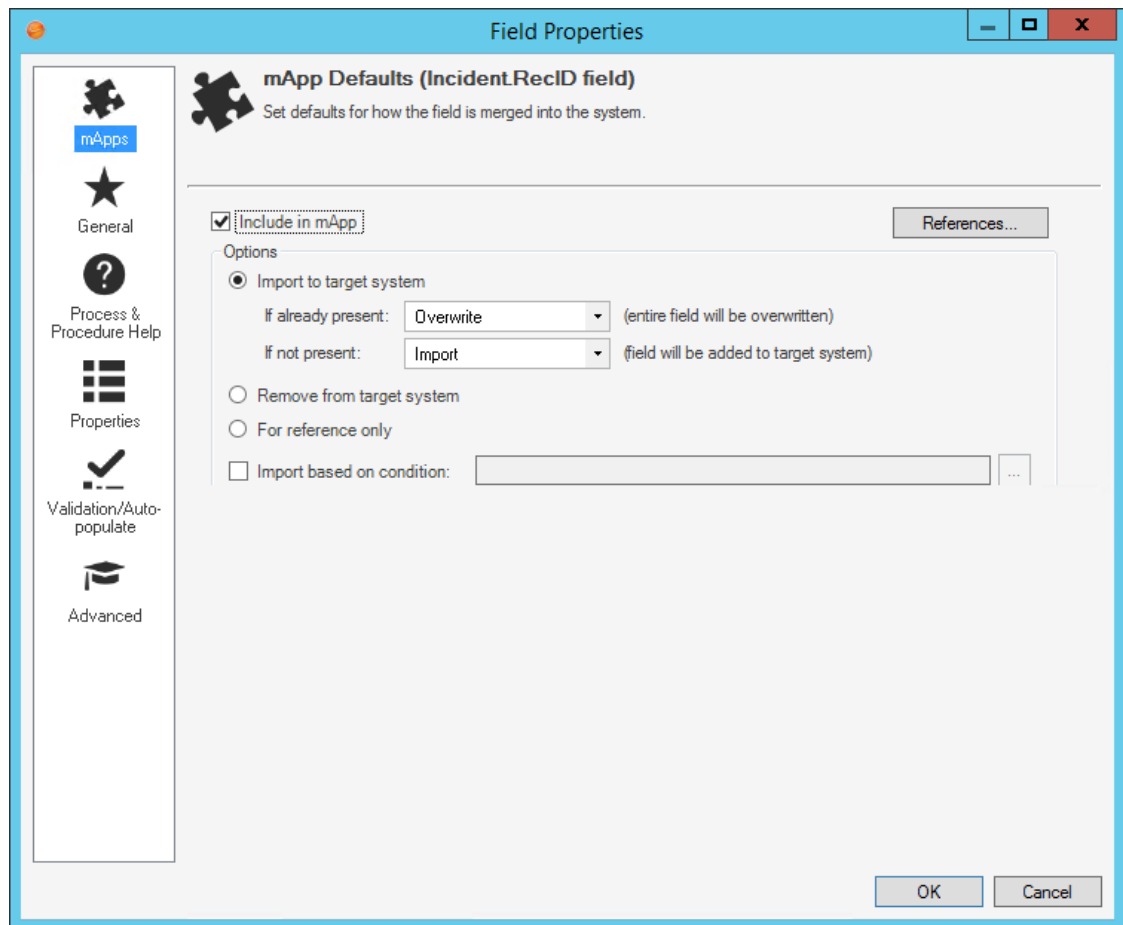 Field Properties
X
mApps
General
Process &
Procedure Help
Properties
Validation/Auto-
populate
Advanced
mApp Defaults (Incident.RecID field)
Set defaults for how the field is merged into the system.
Include in mApp
References...
Options
Import to target system
If already present: Overwrite (entire field will be overwritten)
If not present: Import (field will be added to target system)
Remove from target system
For reference only
Import based on condition: ...
OK Cancel